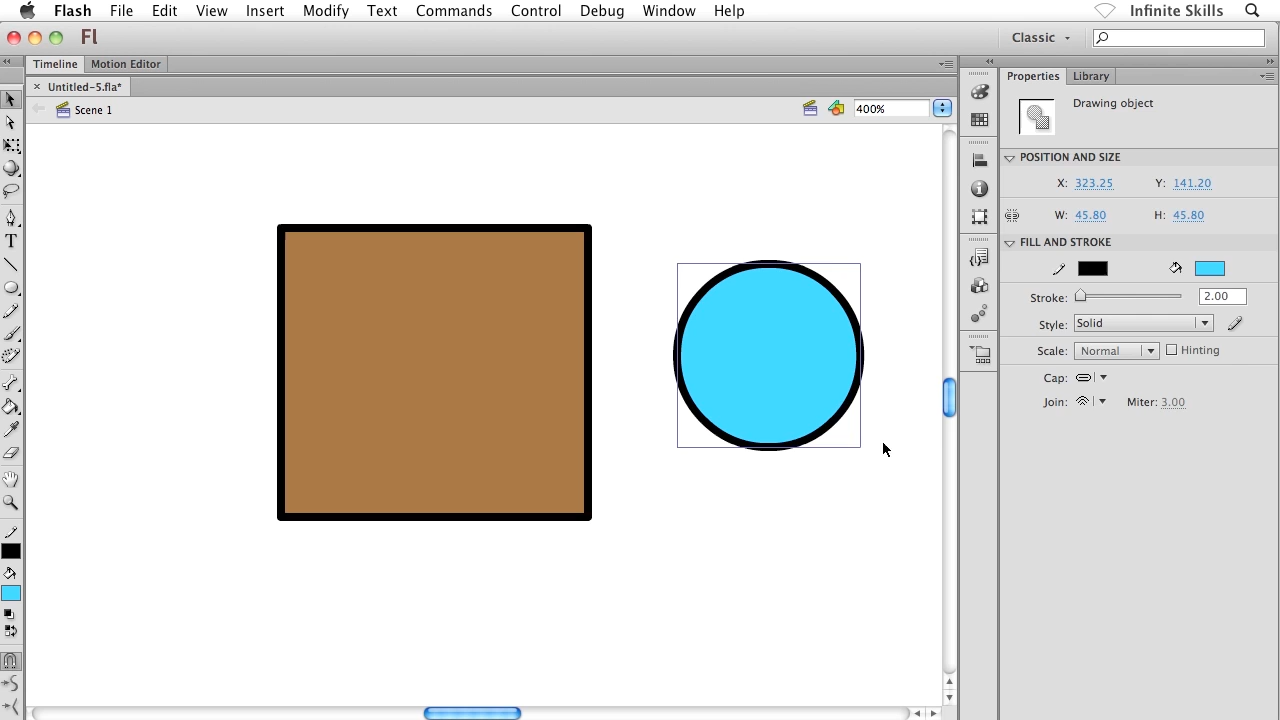 Flash File Edit View Insert Modify Text Commands Control Debug Window Help Infinite Skills
Fl Classic
Timeline Motion Editor
Untitled-5.fla*
Scene 1 400%
Properties Library
Drawing object
POSITION AND SIZE
X: 323.25 Y: 141.20
W: 45.80 H: 45.80
FILL AND STROKE
Stroke: 2.00
Style: Solid
Scale: Normal Hinting
Cap:
Join: Miter: 3.00
T